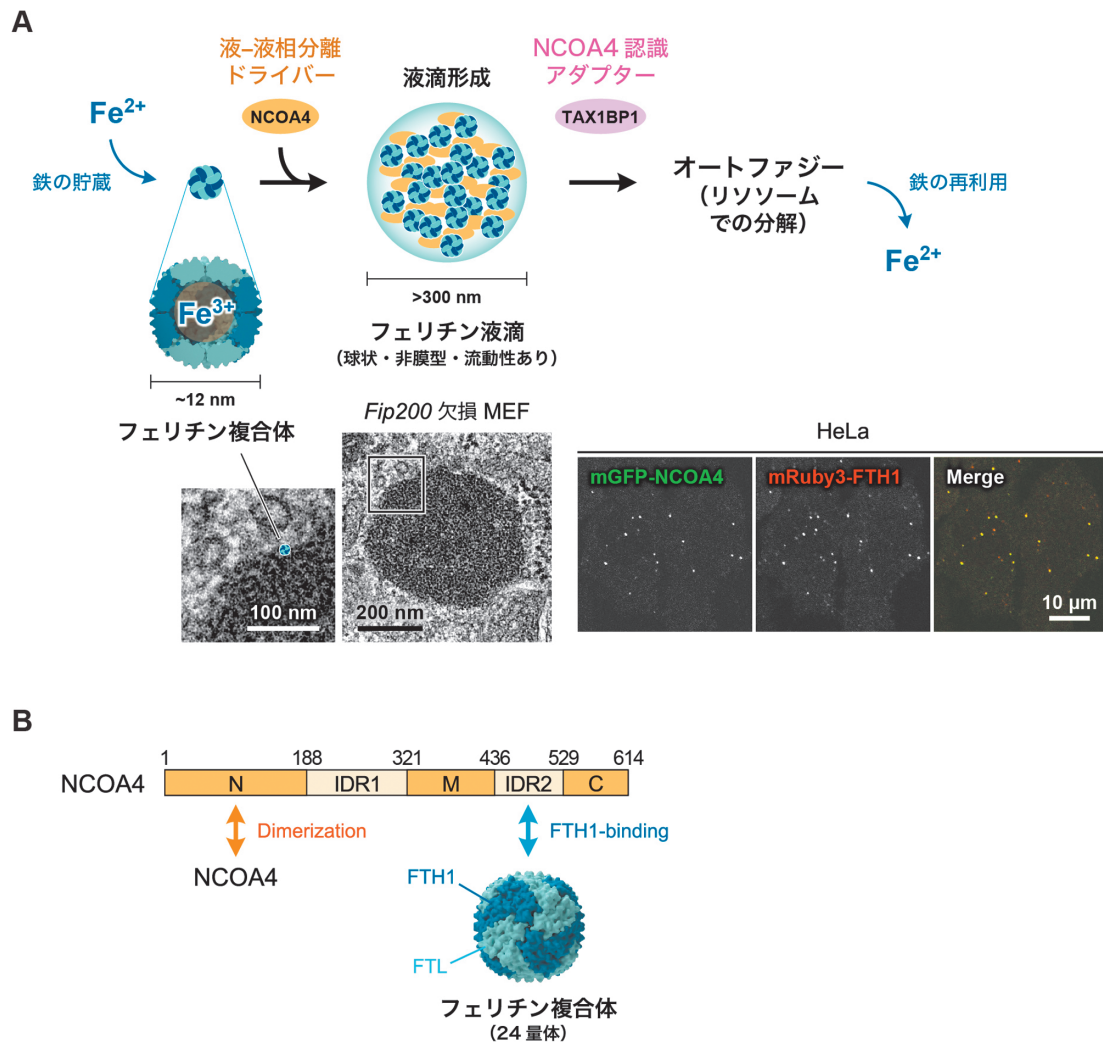 A
液–液相分離
ドライバー
NCOA4
Fe2+
鉄の貯蔵
液滴形成
NCOA4 認識
アダプター
TAX1BP1
オートファジー
（リソソーム
での分解）
鉄の再利用
Fe2+
Fe3+
~12 nm
フェリチン複合体
>300 nm
フェリチン液滴
（球状・非膜型・流動性あり）
Fip200 欠損 MEF
100 nm
200 nm
HeLa
mGFP-NCOA4
mRuby3-FTH1
Merge
10 µm
B
1 188 321 436 529 614
NCOA4
N IDR1 M IDR2 C
Dimerization
FTH1-binding
NCOA4
FTH1
FTL
フェリチン複合体
（24 量体）